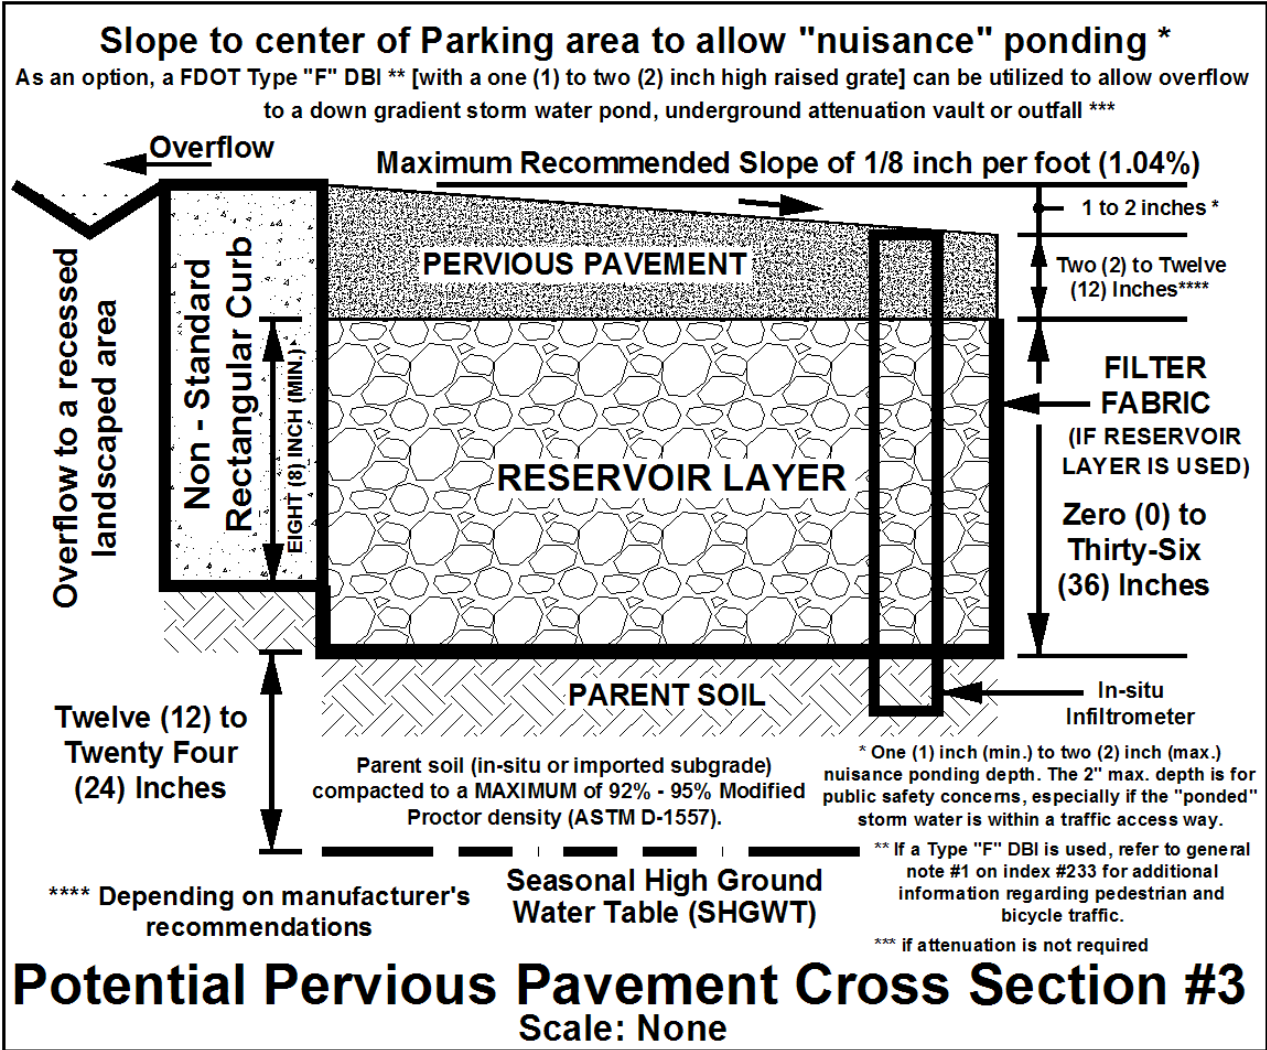 Slope to center of Parking area to allow "nuisance" ponding *
As an option, a FDOT Type "F" DBI ** [with a one (1) to two (2) inch high raised grate] can be utilized to allow overflow
to a down gradient storm water pond, underground attenuation vault or outfall ***
Overflow
Maximum Recommended Slope of 1/8 inch per foot (1.04%)
1 to 2 inches *
Overflow to a recessed
landscaped area
Non - Standard
Rectangular Curb
EIGHT (8) INCH (MIN.)
PERVIOUS PAVEMENT
Two (2) to Twelve
(12) Inches****
RESERVOIR LAYER
FILTER
FABRIC
(IF RESERVOIR
LAYER IS USED)
Zero (0) to
Thirty-Six
(36) Inches
PARENT SOIL
In-situ
Infiltrometer
Twelve (12) to
Twenty Four
(24) Inches
Parent soil (in-situ or imported subgrade)
compacted to a MAXIMUM of 92% - 95% Modified
Proctor density (ASTM D-1557).
* One (1) inch (min.) to two (2) inch (max.)
nuisance ponding depth. The 2" max. depth is for
public safety concerns, especially if the "ponded"
storm water is within a traffic access way.
** If a Type "F" DBI is used, refer to general
note #1 on index #233 for additional
information regarding pedestrian and
bicycle traffic.
*** if attenuation is not required
Seasonal High Ground
Water Table (SHGWT)
**** Depending on manufacturer's
recommendations
Potential Pervious Pavement Cross Section #3
Scale: None